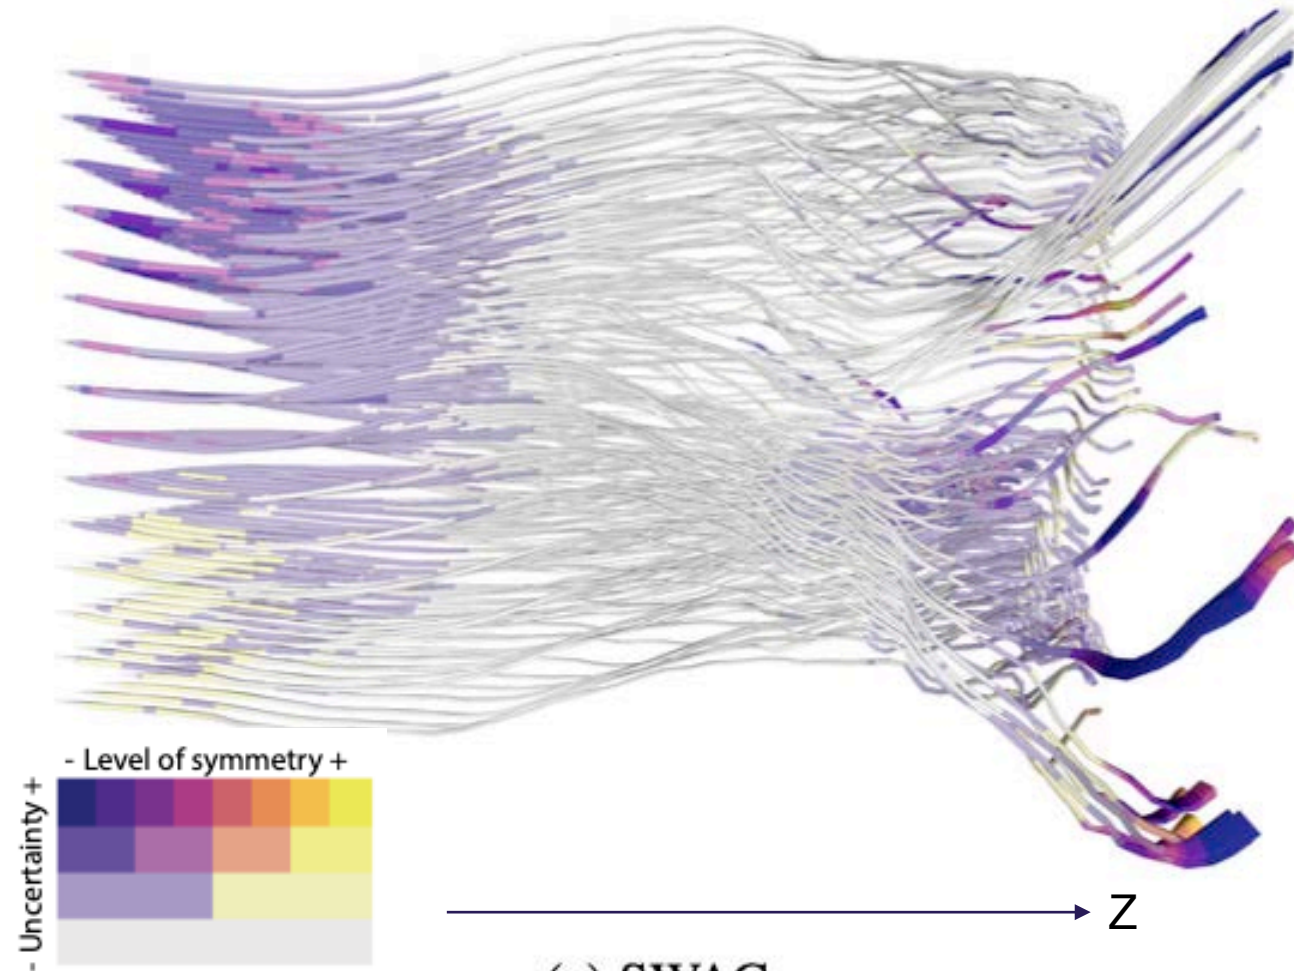 - Level of symmetry +
- Uncertainty +
Z